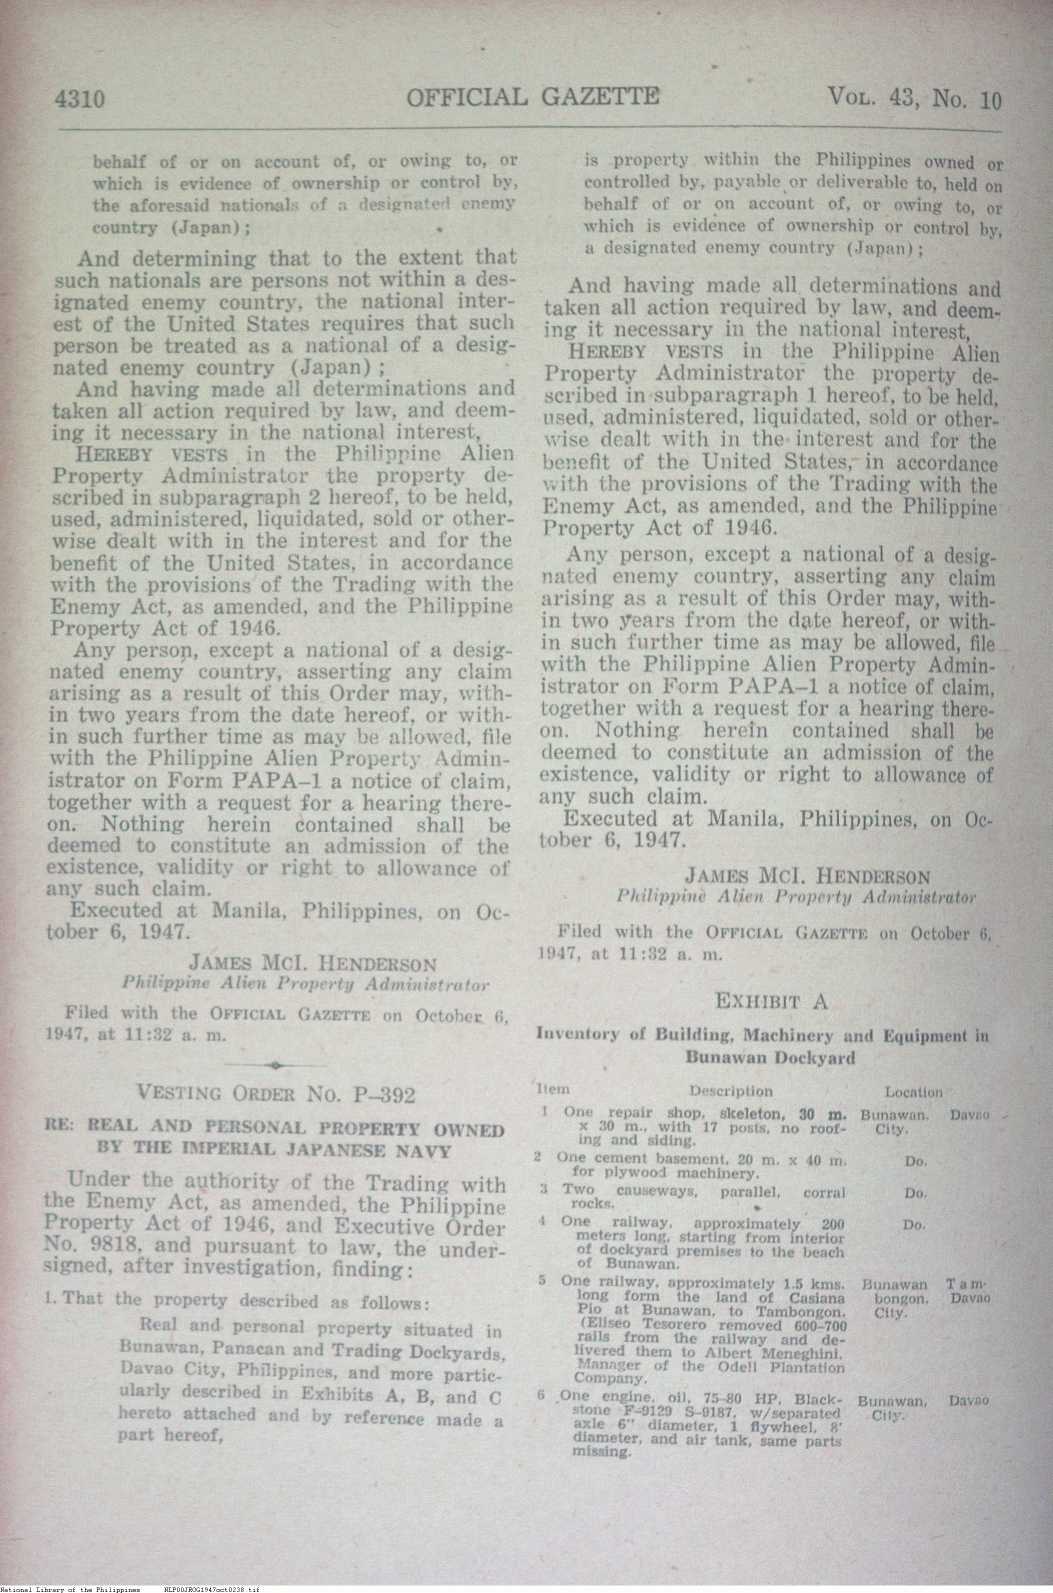 4310 OFFICIAL GAZETTE VOL. 43, No. 10
behalf of or on account of, or owing to, or
which is evidence of ownership or control by,
the aforesaid nationals of a designated enemy
country (Japan);
And determining that to the extent that
such nationals are persons not within a des-
ignated enemy country, the national inter-
est of the United States requires that such
person be treated as a national of a desig-
nated enemy country (Japan);
And having made all determinations and
taken all action required by law, and deem-
ing it necessary in the national interest,
HEREBY VESTS in the Philippine Alien
Property Administrator the property de-
scribed in subparagraph 2 hereof, to be held,
used, administered, liquidated, sold or other-
wise dealt with in the interest and for the
benefit of the United States, in accordance
with the provisions of the Trading with the
Enemy Act, as amended, and the Philippine
Property Act of 1946.
Any person, except a national of a desig-
nated enemy country, asserting any claim
arising as a result of this Order may, with-
in two years from the date hereof, or with-
in such further time as may be allowed, file
with the Philippine Alien Property Admin-
istrator on Form PAPA-1 a notice of claim,
together with a request for a hearing there-
on. Nothing herein contained shall be
deemed to constitute an admission of the
existence, validity or right to allowance of
any such claim.
Executed at Manila, Philippines, on Oc-
tober 6, 1947.
JAMES MCI. HENDERSON
Philippine Alien Property Administrator
Filed with the OFFICIAL GAZETTE on October 6,
1947, at 11:32 a. m.
VESTING ORDER NO. P-392
RE: REAL AND PERSONAL PROPERTY OWNED
BY THE IMPERIAL JAPANESE NAVY
Under the authority of the Trading with
the Enemy Act, as amended, the Philippine
Property Act of 1946, and Executive Order
No. 9818, and pursuant to law, the under-
signed, after investigation, finding:
1. That the property described as follows:
Real and personal property situated in
Bunawan, Panacan and Trading Dockyards,
Davao City, Philippines, and more partic-
ularly described in Exhibits A, B, and C
hereto attached and by reference made a
part hereof,
is property within the Philippines owned or
controlled by, payable or deliverable to, held on
behalf of or on account of, or owing to, or
which is evidence of ownership or control by,
a designated enemy country (Japan);
And having made all determinations and
taken all action required by law, and deem-
ing it necessary in the national interest,
HEREBY VESTS in the Philippine Alien
Property Administrator the property de-
scribed in subparagraph 1 hereof, to be held,
used, administered, liquidated, sold or other-
wise dealt with in the interest and for the
benefit of the United States, in accordance
with the provisions of the Trading with the
Enemy Act, as amended, and the Philippine
Property Act of 1946.
Any person, except a national of a desig-
nated enemy country, asserting any claim
arising as a result of this Order may, with-
in two years from the date hereof, or with-
in such further time as may be allowed, file
with the Philippine Alien Property Admin-
istrator on Form PAPA-1 a notice of claim,
together with a request for a hearing there-
on. Nothing herein contained shall be
deemed to constitute an admission of the
existence, validity or right to allowance of
any such claim.
Executed at Manila, Philippines, on Oc-
tober 6, 1947.
JAMES MCI. HENDERSON
Philippine Alien Property Administrator
Filed with the OFFICIAL GAZETTE on October 6,
1947, at 11:32 a. m.
EXHIBIT A
Inventory of Building, Machinery and Equipment in
Bunawan Dockyard
Item Description Location
1 One repair shop, skeleton, 30 m. Bunawan, Davao
x 30 m., with 17 posts, no roof- City.
ing and siding.
2 One cement basement, 20 m. x 40 m. Do.
for plywood machinery.
3 Two causeways, parallel, corral Do.
rocks.
4 One railway, approximately 200 Do.
meters long, starting from interior
of dockyard premises to the beach
of Bunawan.
5 One railway, approximately 1.5 kms. Bunawan Tam-
long form the land of Casiana bongon, Davao
Pio at Bunawan, to Tambongon. City.
(Eliseo Tesorero removed 600-700
rails from the railway and de-
livered them to Albert Meneghini,
Manager of the Odell Plantation
Company.
6 One engine, oil, 75-80 HP, Black- Bunawan, Davao
stone F-9129 S-9187, w/separated City.
axle 6" diameter, 1 flywheel, 8'
diameter, and air tank, same parts
missing.
National Library of the Philippines NLP00JROG1947oct0238.tif